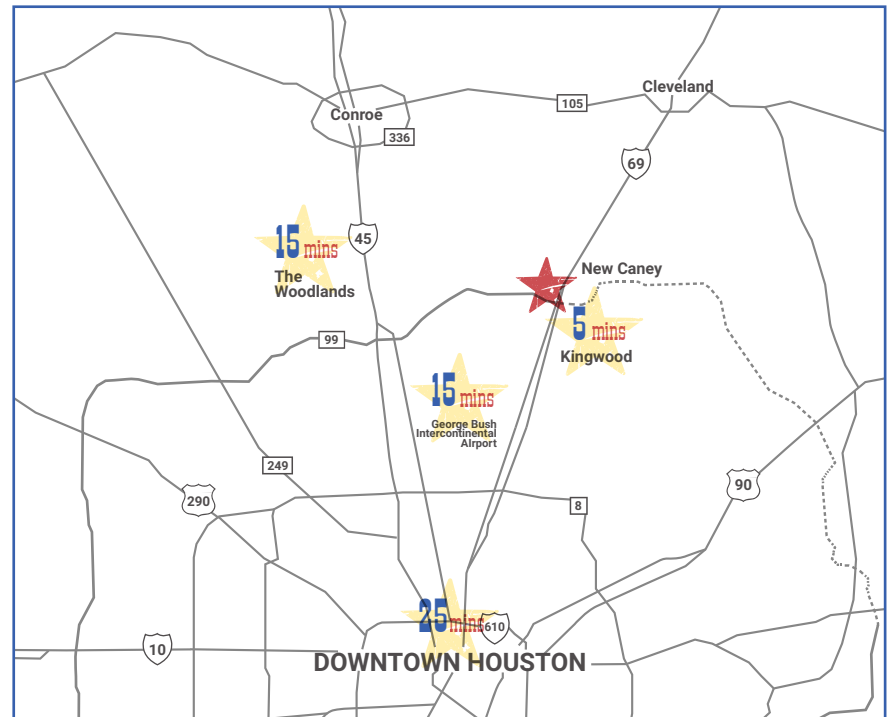 Cleveland
105
Conroe
336
69
15 mins
The
Woodlands
45
New Caney
5 mins
Kingwood
99
15 mins
George Bush
Intercontinental
AIrport
249
290
90
8
25 mins
610
10
DOWNTOWN HOUSTON